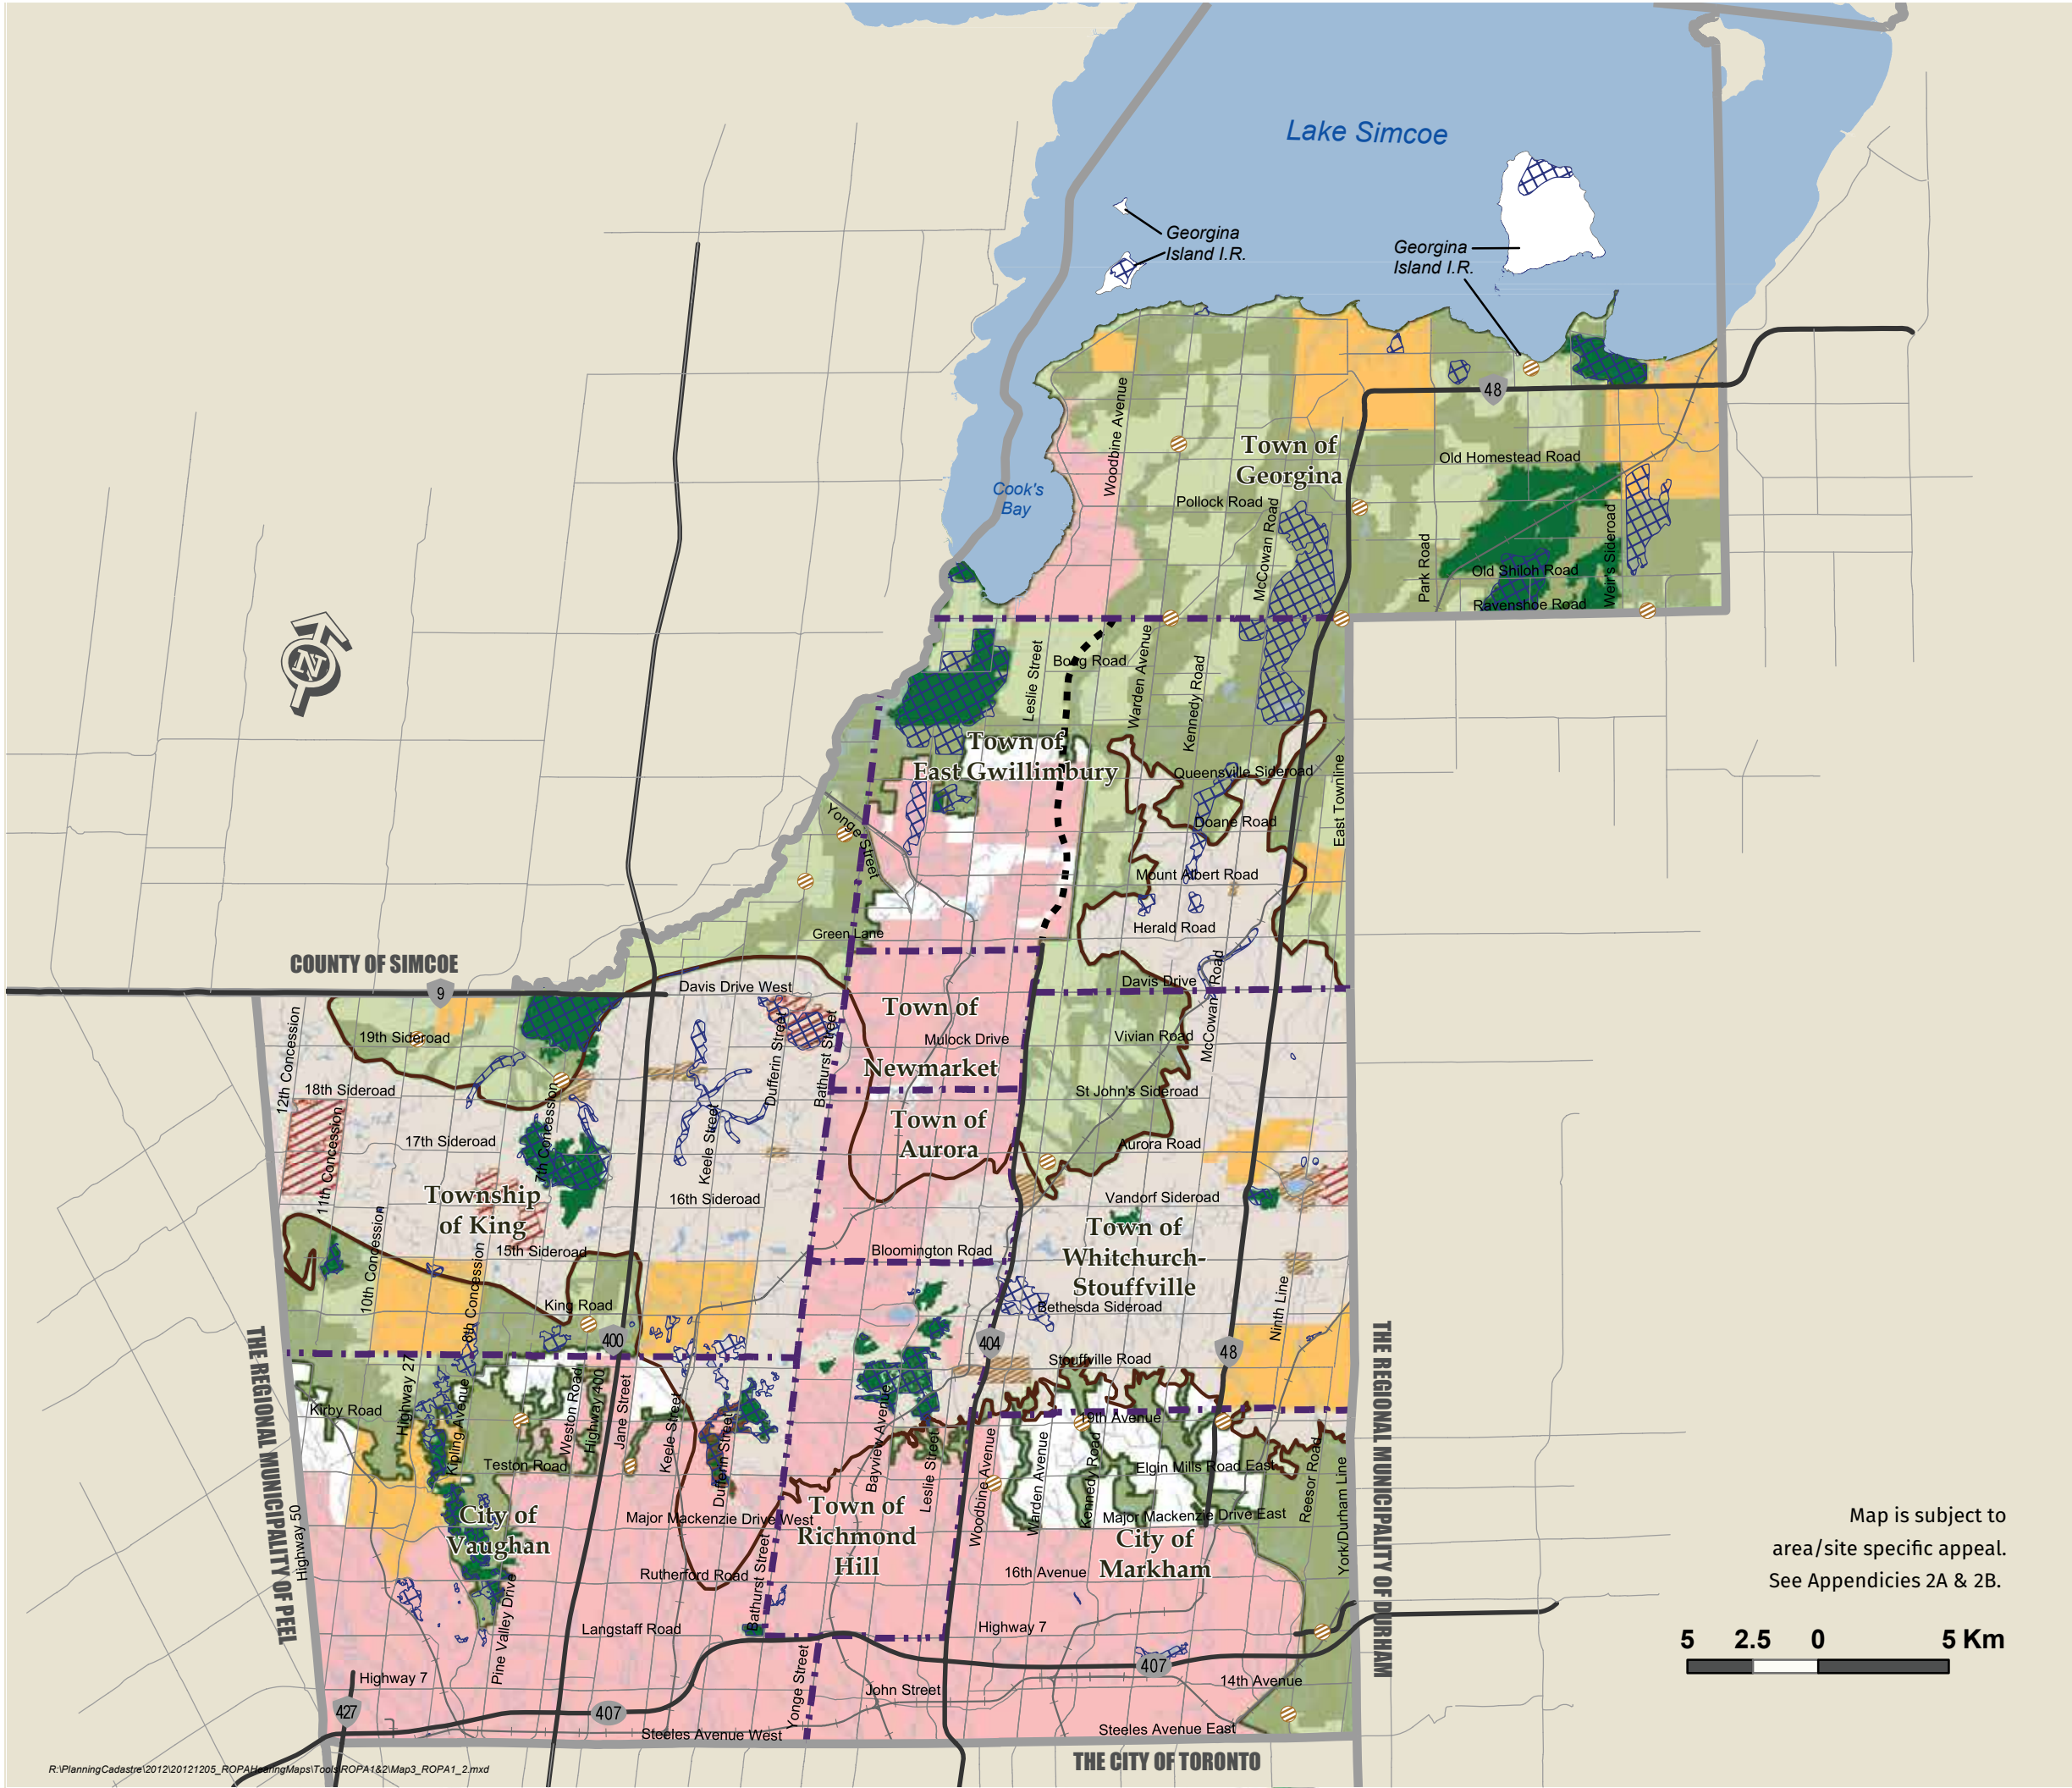 Lake Simcoe
Georgina
Island I.R.
Georgina
Island I.R.
48
Woodbine Avenue
Town of
Georgina
Old Homestead Road
Cook's
Bay
Pollock Road
McCowan Road
Park Road
Old Shiloh Road
Weir's Sideroad
Ravenshoe Road
N
Leslie Street
Boag Road
Warden Avenue
Kennedy Road
Town of
East Gwillimbury
Queensville Sideroad
East Townline
Yonge Street
Doane Road
Mount Albert Road
Herald Road
Green Lane
COUNTY OF SIMCOE
9
Davis Drive West
Davis Drive
McCowan Road
12th Concession
19th Sideroad
Dufferin Street
Bathurst Street
Town of
Newmarket
Mulock Drive
Vivian Road
18th Sideroad
11th Concession
7th Concession
Keele Street
St John's Sideroad
Town of
Aurora
17th Sideroad
Aurora Road
Township
of King
16th Sideroad
Vandorf Sideroad
Town of
Whitchurch-
Stouffville
10th Concession
15th Sideroad
8th Concession
Bloomington Road
King Road
Bethesda Sideroad
Ninth Line
400
404
48
Stouffville Road
THE REGIONAL MUNICIPALITY OF PEEL
THE REGIONAL MUNICIPALITY OF DURHAM
Highway 27
Kirby Road
Kipling Avenue
Weston Road
Highway 400
Jane Street
Keele Street
Dufferin Street
Bayview Avenue
Leslie Street
19th Avenue
Woodbine Avenue
Warden Avenue
Kennedy Road
Teston Road
Elgin Mills Road East
Reesor Road
York/Durham Line
Highway 50
City of
Vaughan
Major Mackenzie Drive West
Town of
Richmond
Hill
Major Mackenzie Drive East
City of
Markham
Rutherford Road
Bathurst Street
16th Avenue
Pine Valley Drive
Langstaff Road
Highway 7
Highway 7
407
427
407
Yonge Street
John Street
14th Avenue
Steeles Avenue West
Steeles Avenue East
THE CITY OF TORONTO
Map is subject to
area/site specific appeal.
See Appendicies 2A & 2B.
5 2.5 0 5 Km
R:\PlanningCadastre\2012\20121205_ROPAHearingMaps\Tools\ROPA1&2\Map3_ROPA1_2.mxd